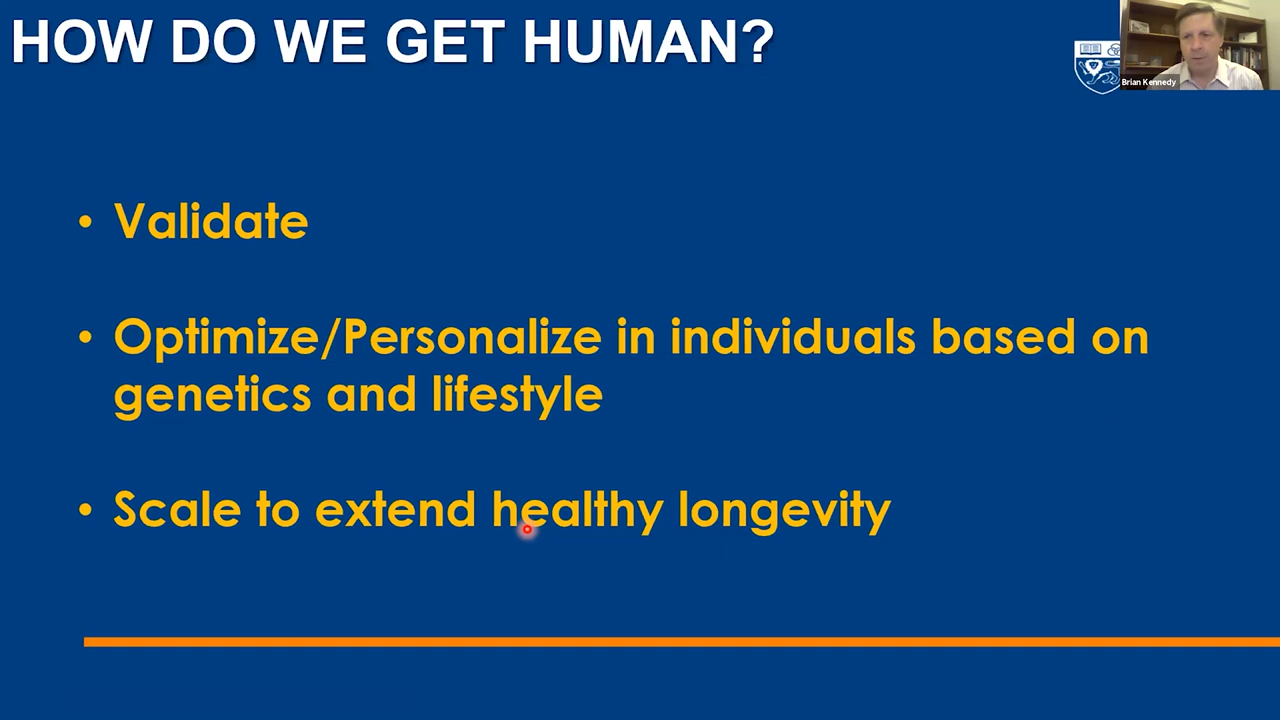 HOW DO WE GET HUMAN?
Brian Kennedy
• Validate
• Optimize/Personalize in individuals based on
genetics and lifestyle
• Scale to extend healthy longevity